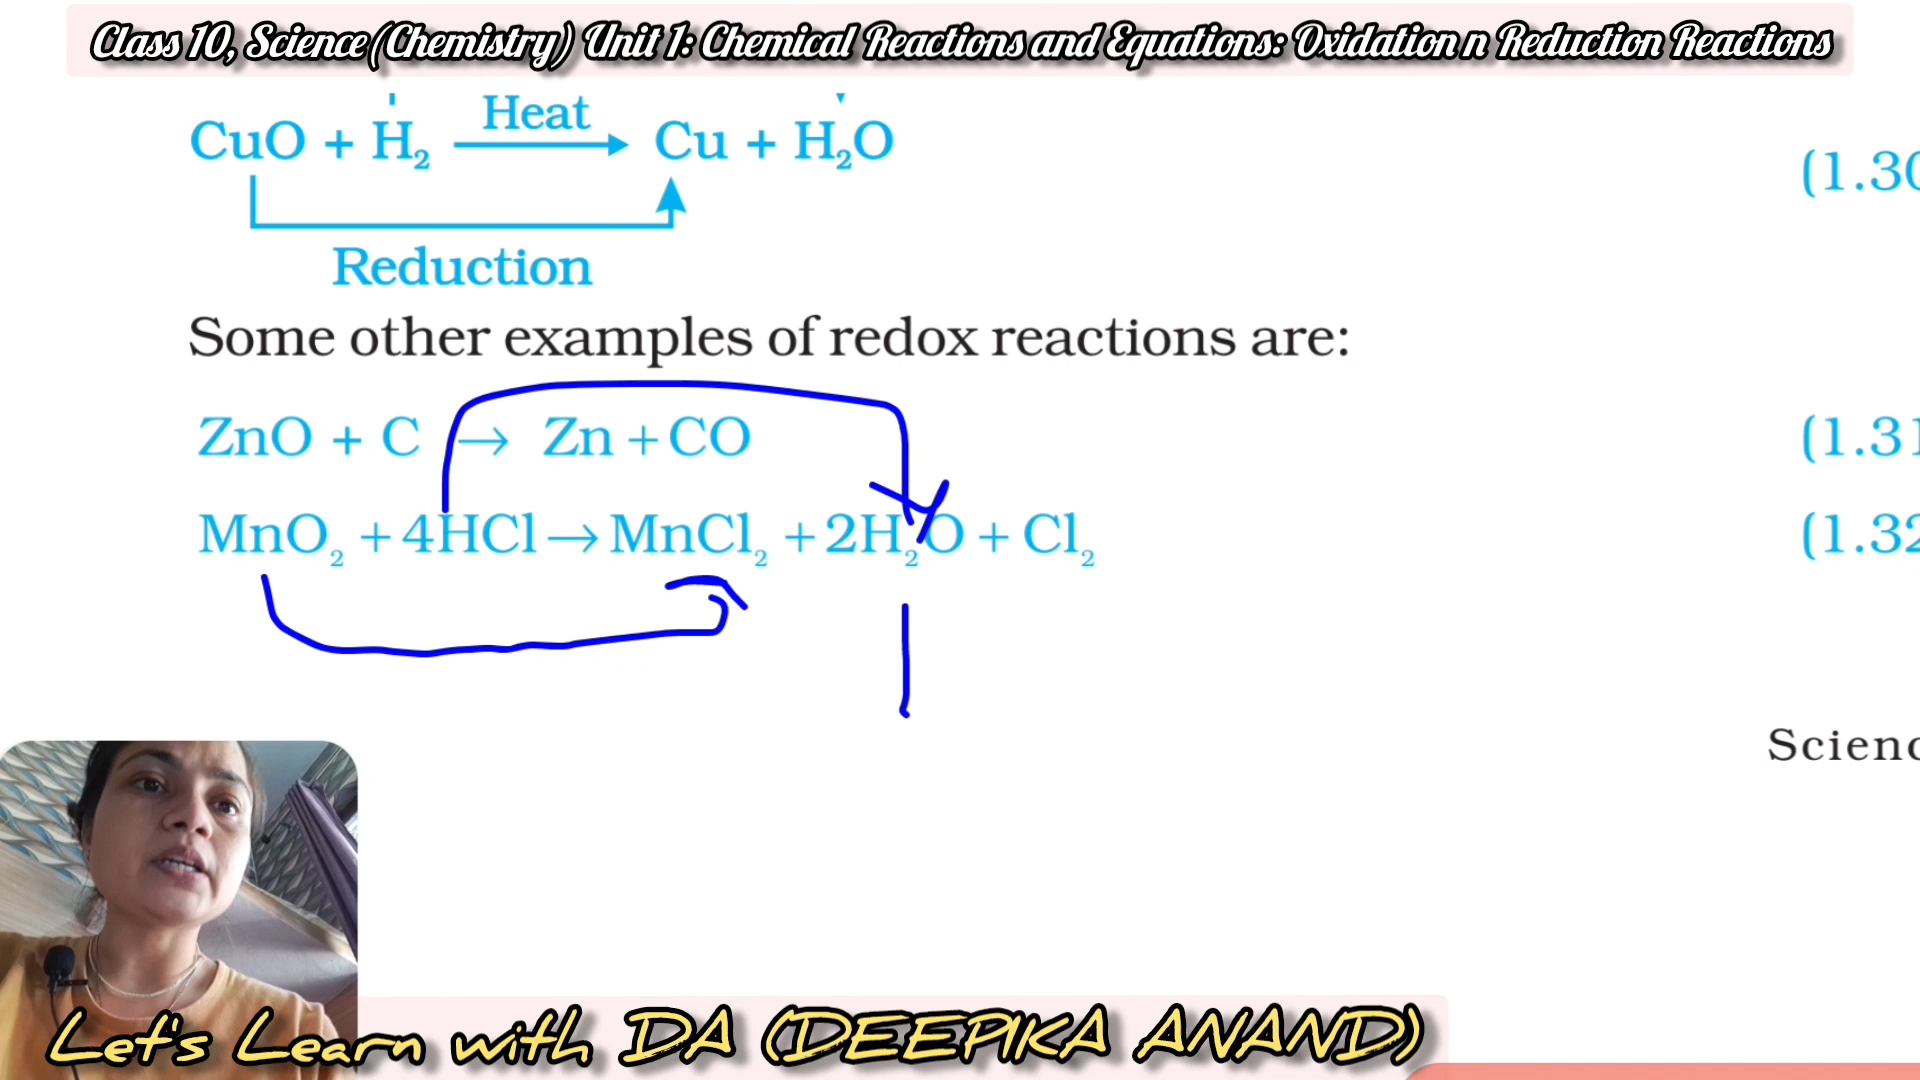 Class 10, Science(Chemistry) Unit 1: Chemical Reactions and Equations: Oxidation n Reduction Reactions
Heat
CuO + H₂ → Cu + H₂O
(1.30
Reduction
Some other examples of redox reactions are:
ZnO + C → Zn + CO
(1.31
MnO₂ + 4HCl → MnCl₂ + 2H₂O + Cl₂
(1.32
Scienc
Let's Learn with DA (DEEPIKA ANAND)